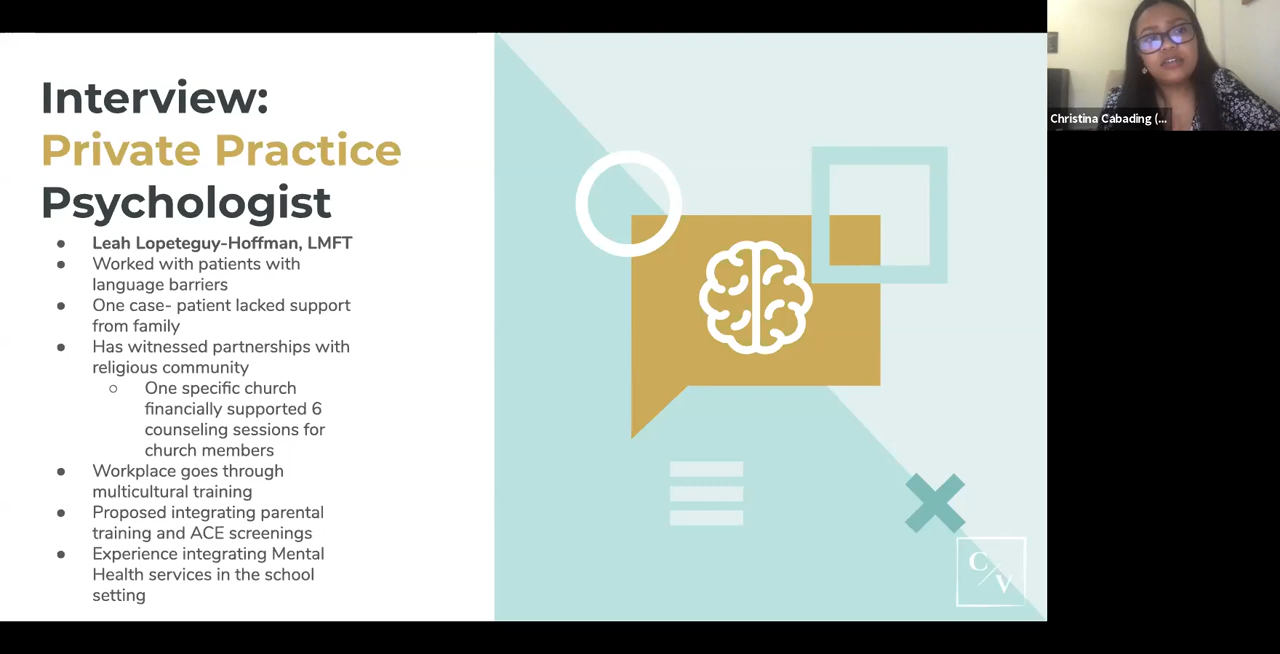 Interview:
Private Practice
Psychologist
● Leah Lopeteguy-Hoffman, LMFT
● Worked with patients with
language barriers
● One case- patient lacked support
from family
● Has witnessed partnerships with
religious community
○ One specific church
financially supported 6
counseling sessions for
church members
● Workplace goes through
multicultural training
● Proposed integrating parental
training and ACE screenings
● Experience integrating Mental
Health services in the school
setting
Christina Cabading (...
C/V